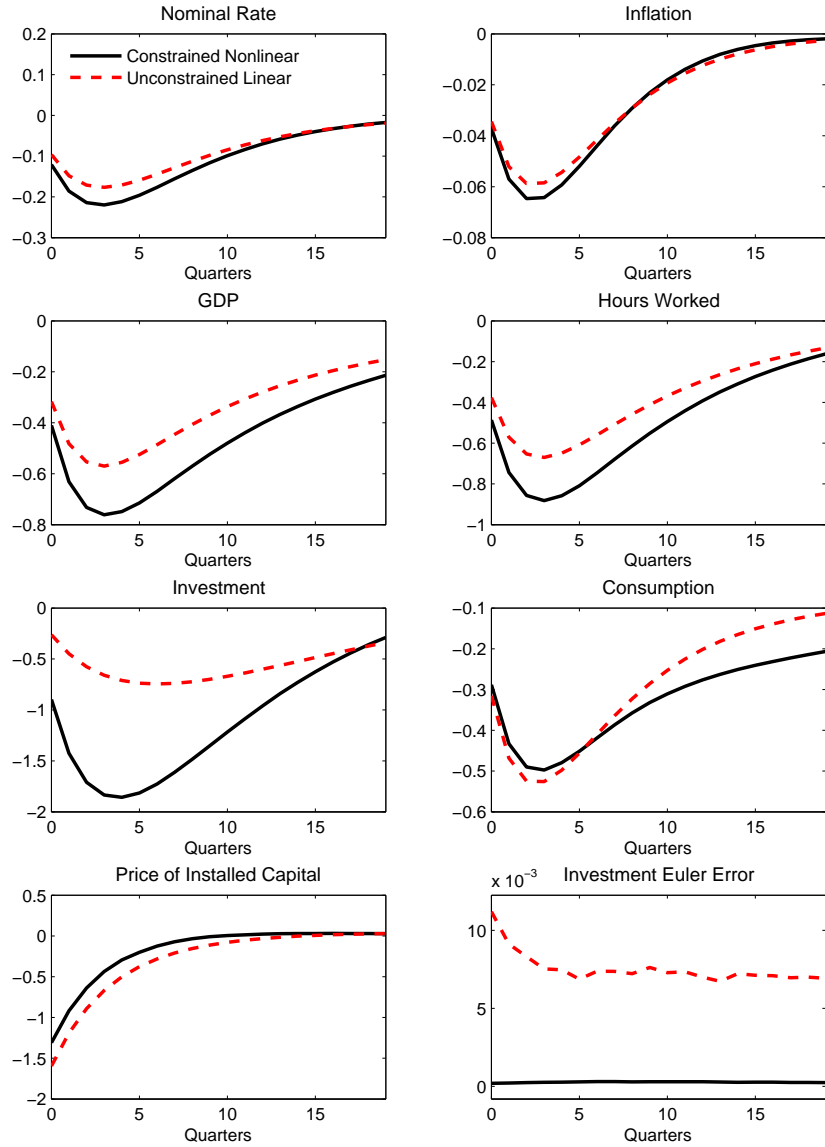 Nominal Rate
0.2
0.1
0
−0.1
−0.2
−0.3
0 5 10 15
Quarters
Constrained Nonlinear
Unconstrained Linear
Inflation
0
−0.02
−0.04
−0.06
−0.08
0 5 10 15
Quarters
GDP
0
−0.2
−0.4
−0.6
−0.8
0 5 10 15
Quarters
Hours Worked
0
−0.2
−0.4
−0.6
−0.8
−1
0 5 10 15
Quarters
Investment
0
−0.5
−1
−1.5
−2
0 5 10 15
Quarters
Consumption
−0.1
−0.2
−0.3
−0.4
−0.5
−0.6
0 5 10 15
Quarters
Price of Installed Capital
0.5
0
−0.5
−1
−1.5
−2
0 5 10 15
Quarters
Investment Euler Error
x 10⁻³
10
5
0
0 5 10 15
Quarters